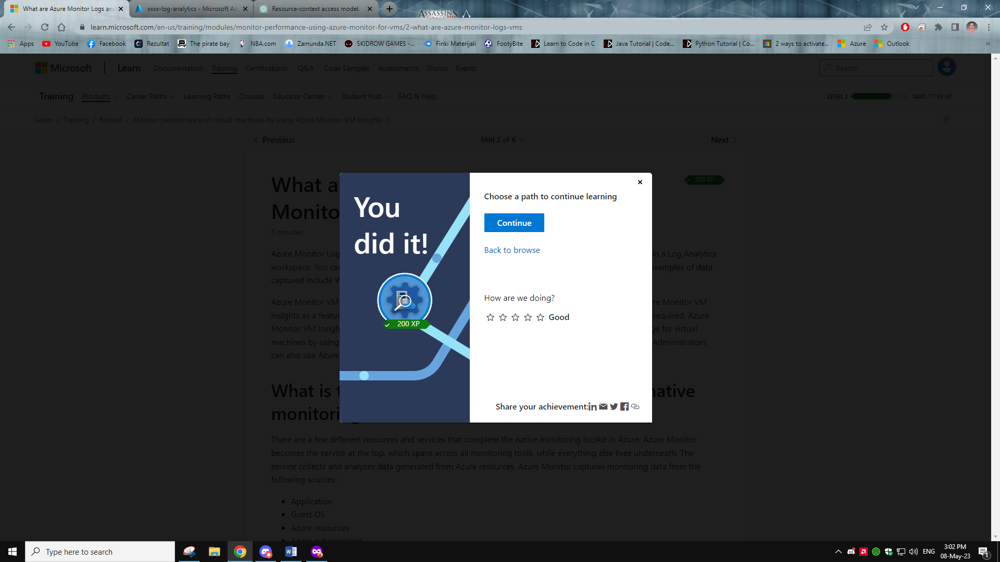 What are Azure Monitor Logs an
xxxx-log-analytics - Microsoft Az
Resource-context access model.
ASSASSINS
learn.microsoft.com/en-us/training/modules/monitor-performance-using-azure-monitor-for-vms/2-what-are-azure-monitor-logs-vms
Apps
YouTube
Facebook
Rezultat
The pirate bay
NBA.com
Zamunda.NET
SKIDROW GAMES -...
Finki Materijali
FootyBite
Learn to Code in C
Java Tutorial | Code...
Python Tutorial | Co...
2 ways to activate...
Azure
Outlook
»
Microsoft
Learn
Documentation
Training
Certifications
Q&A
Code Samples
Assessments
Shows
Events
Search
Training
Products
Career Paths
Learning Paths
Courses
Educator Center
Student Hub
FAQ & Help
LEVEL 1
1400 /1799 XP
Learn / Training / Browse / Monitor performance of virtual machines by using Azure Monitor VM Insights /
Previous
Unit 2 of 6
Next
What a
Monito
200 XP
5 minutes
Azure Monitor Log
in a Log Analytics
workspace. You ca
examples of data
captured include W
Azure Monitor VM
re Monitor VM
Insights as a featur
required. Azure
Monitor VM Insigh
ge for virtual
machines by using
Administrators
can also use Azure
What is t
native
monitori
There are a few different resources and services that complete the native monitoring toolkit in Azure. Azure Monitor
becomes the service at the top, which spans across all monitoring tools, while everything else lives underneath. The
service collects and analyzes data generated from Azure resources. Azure Monitor captures monitoring data from the
following sources:
• Application
• Guest OS
• Azure resources
• Azure subscriptions
You
did it!
200 XP
Choose a path to continue learning
Continue
Back to browse
How are we doing?
Good
Share your achievement:
Type here to search
ENG
3:02 PM
08-May-23
1